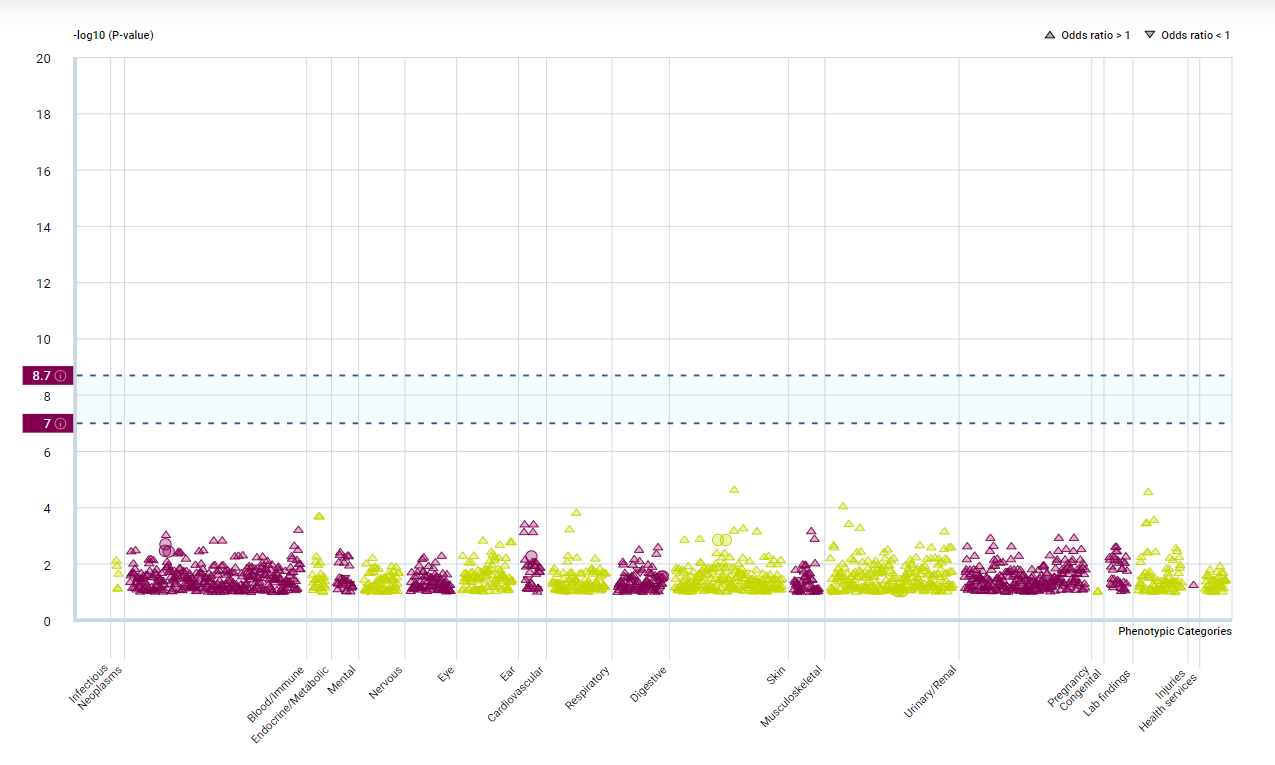 -log10 (P-value)
Odds ratio > 1 Odds ratio < 1
20
18
16
14
12
10
8.7
8
7
6
4
2
0
Phenotypic Categories
Infectious
Neoplasms
Blood/Immune
Endocrine/Metabolic
Mental
Nervous
Eye
Ear
Cardiovascular
Respiratory
Digestive
Skin
Musculoskeletal
Urinary/Renal
Pregnancy
Congenital
Lab findings
Injuries
Health services